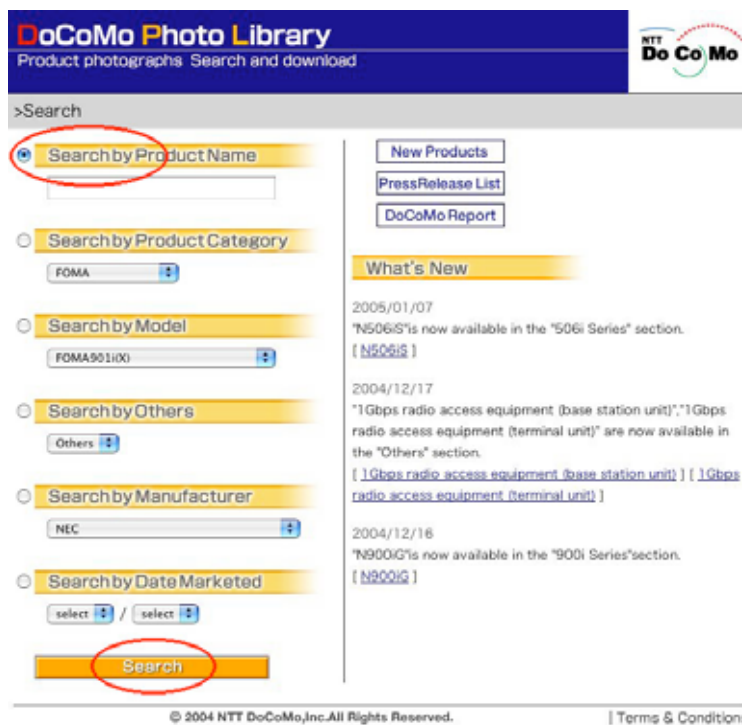 DoCoMo Photo Library
Product photographs Search and download
NTT
DoCoMo
>Search
Search by Product Name
Search by Product Category
FOMA
Search by Model
FOMA901i(X)
Search by Others
Others
Search by Manufacturer
NEC
Search by Date Marketed
select / select
Search
New Products
PressRelease List
DoCoMo Report
What's New
2005/01/07
"N506iS"is now available in the "506i Series" section.
[ N506iS ]
2004/12/17
"1Gbps radio access equipment (base station unit)","1Gbps
radio access equipment (terminal unit)" are now available in
the "Others" section.
[ 1Gbps radio access equipment (base station unit) ] [ 1Gbps
radio access equipment (terminal unit) ]
2004/12/16
"N900iG"is now available in the "900i Series"section.
[ N900iG ]
© 2004 NTT DoCoMo,Inc.All Rights Reserved.
| Terms & Condition